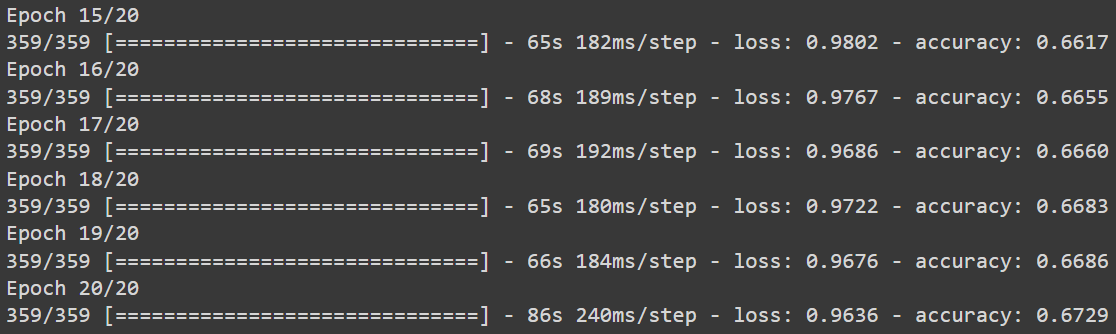 Epoch 15/20
359/359 [==============================] - 65s 182ms/step - loss: 0.9802 - accuracy: 0.6617
Epoch 16/20
359/359 [==============================] - 68s 189ms/step - loss: 0.9767 - accuracy: 0.6655
Epoch 17/20
359/359 [==============================] - 69s 192ms/step - loss: 0.9686 - accuracy: 0.6660
Epoch 18/20
359/359 [==============================] - 65s 180ms/step - loss: 0.9722 - accuracy: 0.6683
Epoch 19/20
359/359 [==============================] - 66s 184ms/step - loss: 0.9676 - accuracy: 0.6686
Epoch 20/20
359/359 [==============================] - 86s 240ms/step - loss: 0.9636 - accuracy: 0.6729